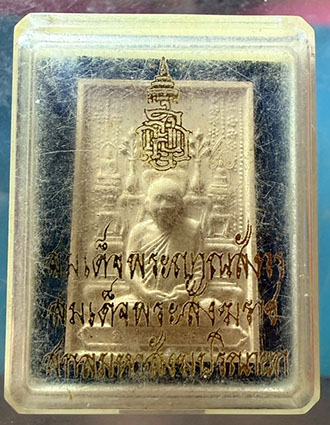 สมเด็จพระญาณสังวร
สมเด็จพระสังฆราช
สกลมหาสังฆปริณายก